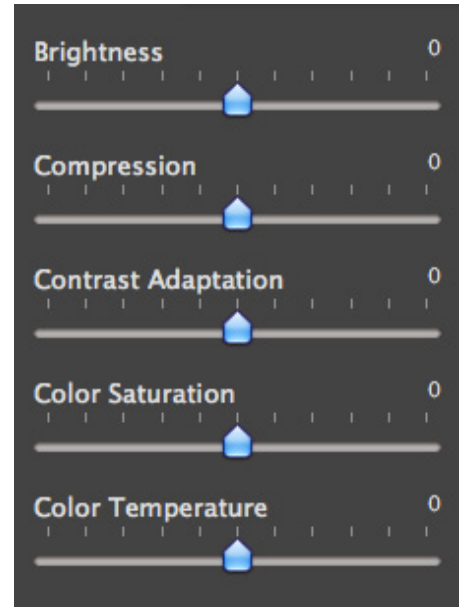 Brightness 0
Compression 0
Contrast Adaptation 0
Color Saturation 0
Color Temperature 0